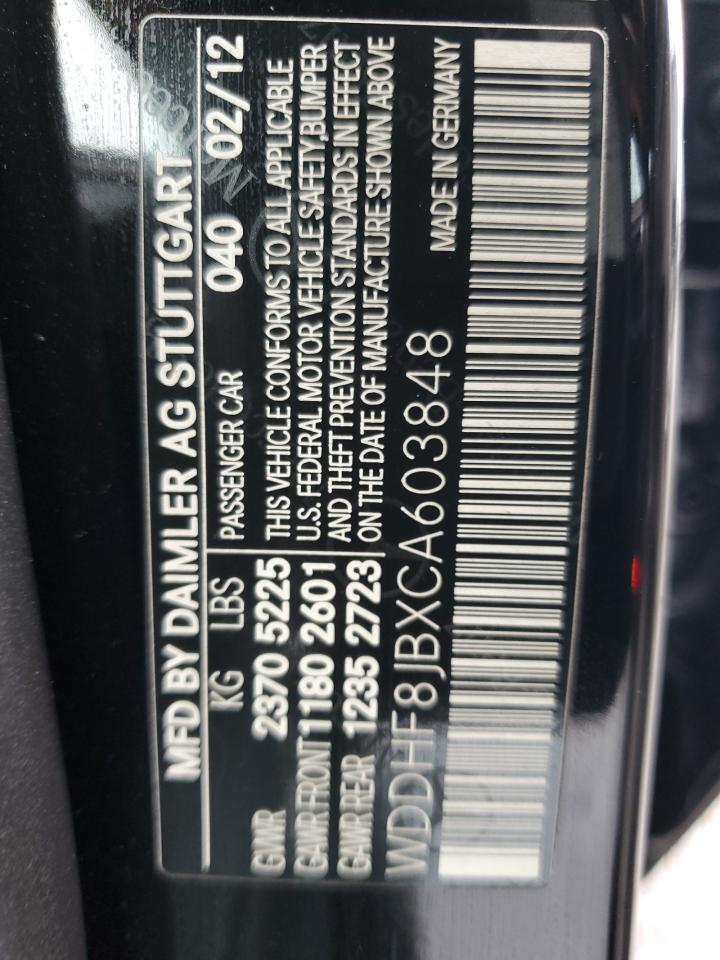 MFD BY DAIMLER AG STUTTGART
KG LBS PASSENGER CAR 040 02/12
GVWR 2370 5225 THIS VEHICLE CONFORMS TO ALL APPLICABLE
GAWR FRONT 1180 2601 U.S. FEDERAL MOTOR VEHICLE SAFETY,BUMPER
AND THEFT PREVENTION STANDARDS IN EFFECT
GAWR REAR 1235 2723 ON THE DATE OF MANUFACTURE SHOWN ABOVE
WDDHF8JBXCA603848 MADE IN GERMANY